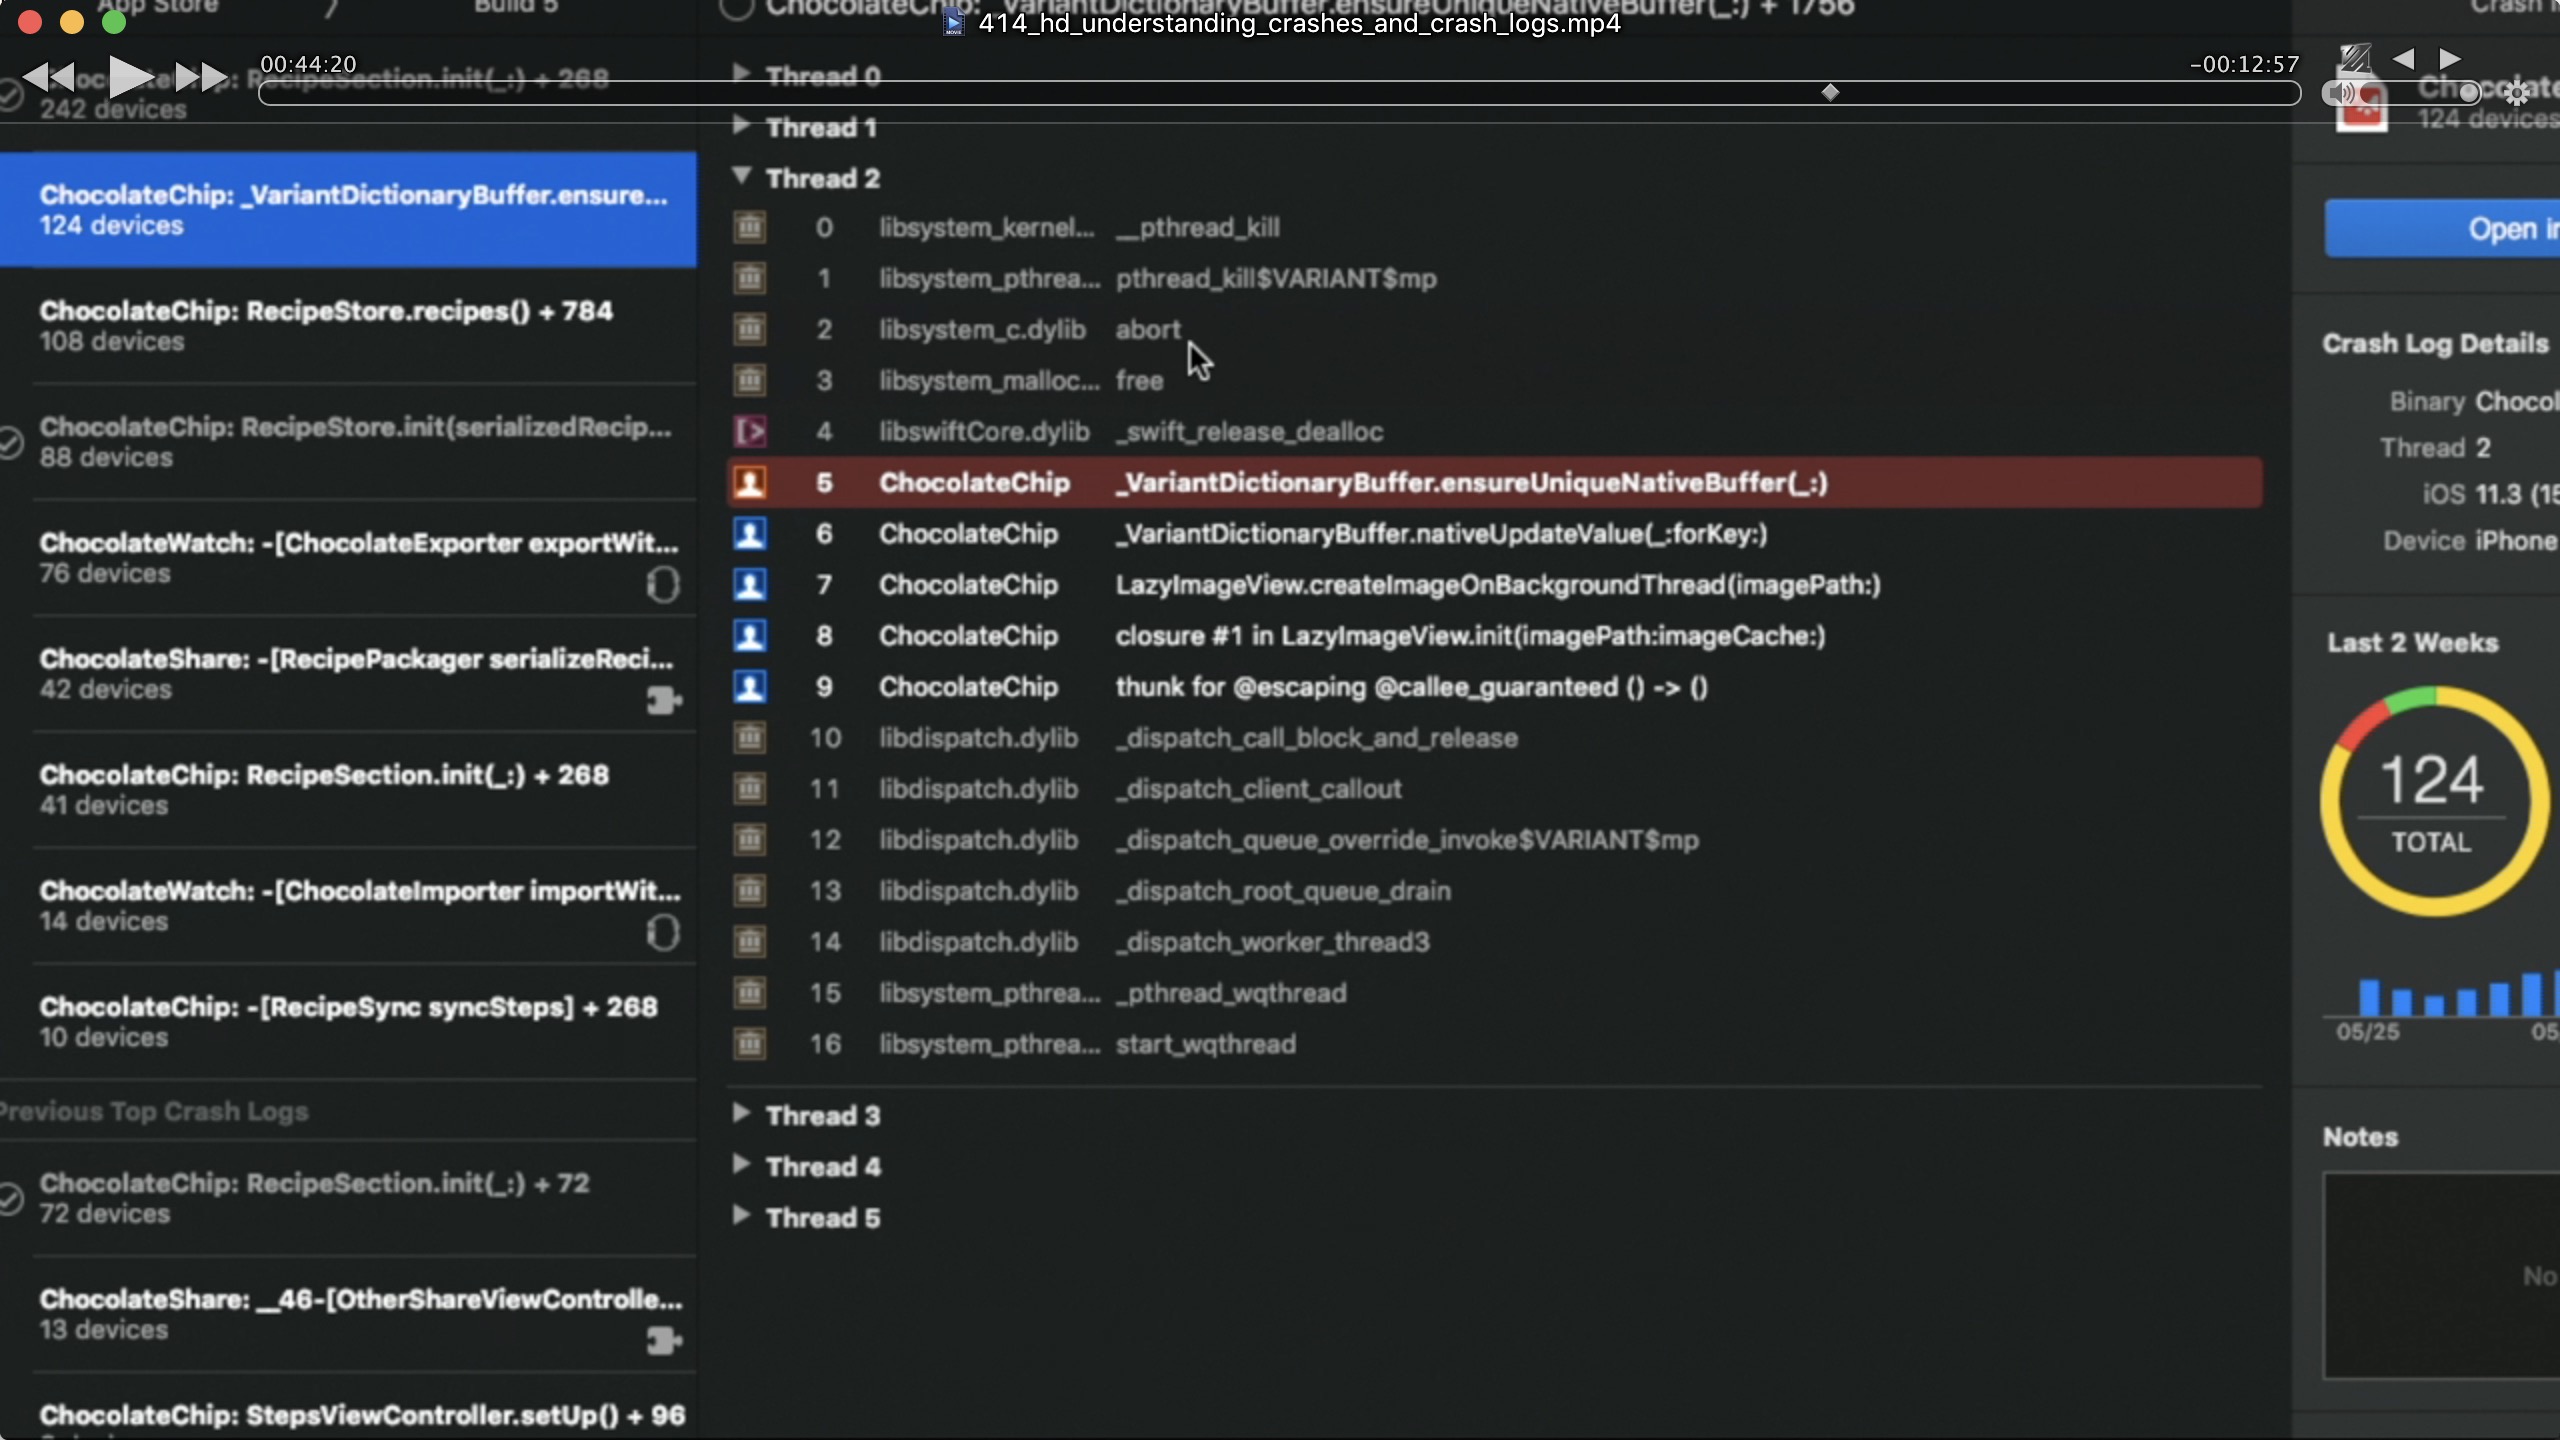 App Store
Build 5
ChocolateChip: _VariantDictionaryBuffer.ensureUniqueNativeBuffer(_:) + 1756
414_hd_understanding_crashes_and_crash_logs.mp4
00:44:20
-00:12:57
ChocolateChip: RecipeSection.init(_:) + 268
242 devices
ChocolateChip: _VariantDictionaryBuffer.ensure...
124 devices
ChocolateChip: RecipeStore.recipes() + 784
108 devices
ChocolateChip: RecipeStore.init(serializedRecip...
88 devices
ChocolateWatch: -[ChocolateExporter exportWit...
76 devices
ChocolateShare: -[RecipePackager serializeReci...
42 devices
ChocolateChip: RecipeSection.init(_:) + 268
41 devices
ChocolateWatch: -[ChocolateImporter importWit...
14 devices
ChocolateChip: -[RecipeSync syncSteps] + 268
10 devices
Previous Top Crash Logs
ChocolateChip: RecipeSection.init(_:) + 72
72 devices
ChocolateShare: __46-[OtherShareViewControlle...
13 devices
ChocolateChip: StepsViewController.setUp() + 96
Thread 0
Thread 1
Thread 2
0 libsystem_kernel... __pthread_kill
1 libsystem_pthrea... pthread_kill$VARIANT$mp
2 libsystem_c.dylib abort
3 libsystem_malloc... free
4 libswiftCore.dylib _swift_release_dealloc
5 ChocolateChip _VariantDictionaryBuffer.ensureUniqueNativeBuffer(_:)
6 ChocolateChip _VariantDictionaryBuffer.nativeUpdateValue(_:forKey:)
7 ChocolateChip LazyImageView.createImageOnBackgroundThread(imagePath:)
8 ChocolateChip closure #1 in LazyImageView.init(imagePath:imageCache:)
9 ChocolateChip thunk for @escaping @callee_guaranteed () -> ()
10 libdispatch.dylib _dispatch_call_block_and_release
11 libdispatch.dylib _dispatch_client_callout
12 libdispatch.dylib _dispatch_queue_override_invoke$VARIANT$mp
13 libdispatch.dylib _dispatch_root_queue_drain
14 libdispatch.dylib _dispatch_worker_thread3
15 libsystem_pthrea... _pthread_wqthread
16 libsystem_pthrea... start_wqthread
Thread 3
Thread 4
Thread 5
Crash
Chocolate
124 devices
Open in
Crash Log Details
Binary Chocol
Thread 2
iOS 11.3 (15
Device iPhone
Last 2 Weeks
124
TOTAL
05/25
05/
Notes
No